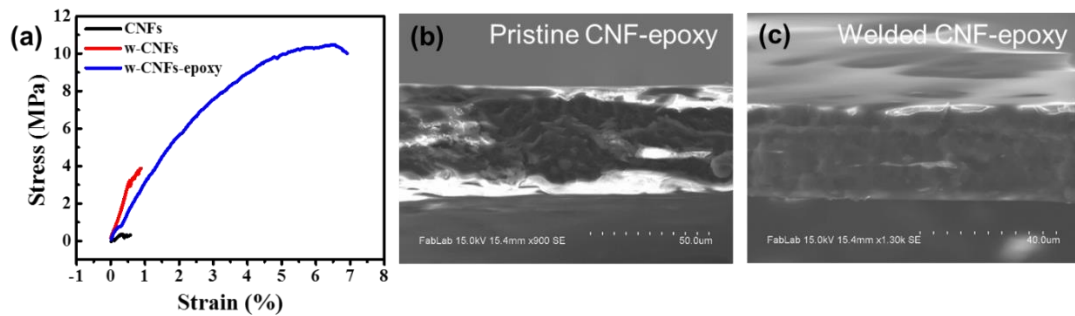 (a)
12
10
8
6
4
2
0
Stress (MPa)
CNFs
w-CNFs
w-CNFs-epoxy
-1 0 1 2 3 4 5 6 7 8
Strain (%)
(b) Pristine CNF-epoxy
FabLab 15.0kV 15.4mm x900 SE 50.0um
(c) Welded CNF-epoxy
FabLab 15.0kV 15.4mm x1.30k SE 40.0um